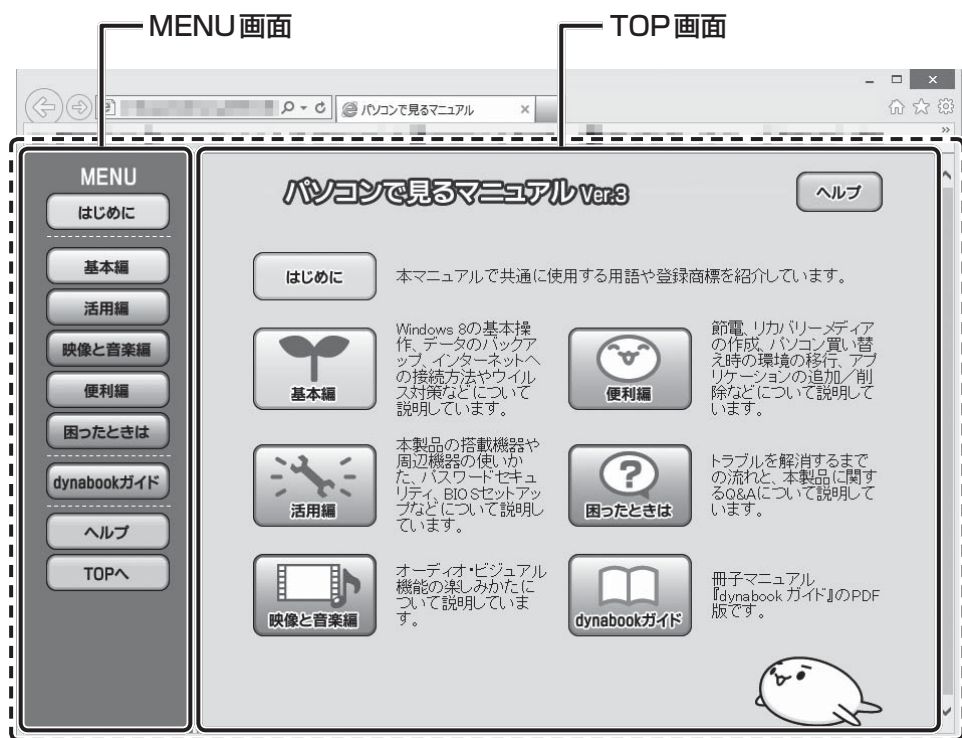 MENU画面
TOP画面
パソコンで見るマニュアル
MENU
はじめに
基本編
活用編
映像と音楽編
便利編
困ったときは
dynabookガイド
ヘルプ
TOPへ
パソコンで見るマニュアル Ver.3
ヘルプ
はじめに
本マニュアルで共通に使用する用語や登録商標を紹介しています。
基本編
Windows 8の基本操
作、データのバックア
ップ、インターネットへ
の接続方法やウイル
ス対策などについて
説明しています。
便利編
節電、リカバリーメディア
の作成、パソコン買い替
え時の環境の移行、アプ
リケーションの追加／削
除などについて説明して
います。
活用編
本製品の搭載機器や
周辺機器の使いか
た、パスワードセキュ
リティ、BIOSセットアッ
プなどについて説明し
ています。
困ったときは
トラブルを解消するまで
の流れと、本製品に関す
るQ&Aについて説明して
います。
映像と音楽編
オーディオ・ビジュアル
機能の楽しみかたに
ついて説明していま
す。
dynabookガイド
冊子マニュアル
『dynabook ガイド』のPDF
版です。